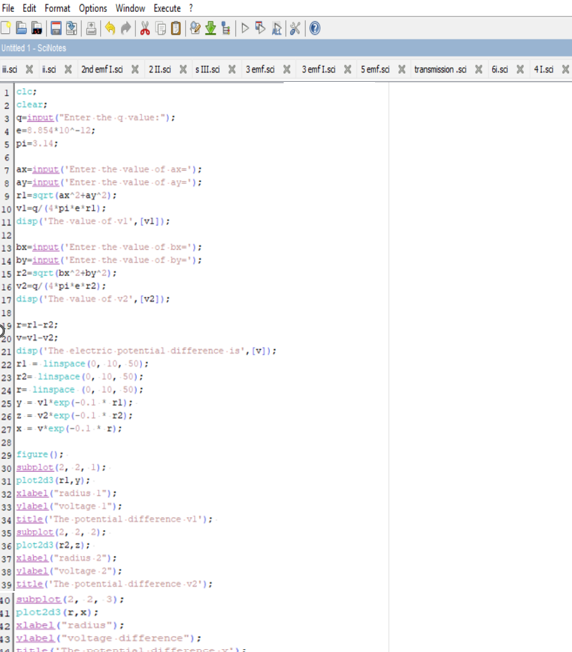 File Edit Format Options Window Execute ?
Untitled 1 - SciNotes
iii.sci ii.sci 2nd emf I.sci 2 II.sci s III.sci 3 emf.sci 3 emf I.sci 5 emf.sci transmission .sci 6i.sci 4 I.sci
1 clc;
2 clear;
3 q=input("Enter the q value:");
4 e=8.854*10^-12;
5 pi=3.14;
6
7 ax=input('Enter the value of ax=');
8 ay=input('Enter the value of ay=');
9 r1=sqrt(ax^2+ay^2);
10 v1=q/(4*pi*e*r1);
11 disp('The value of v1',[v1]);
12
13 bx=input('Enter the value of bx=');
14 by=input('Enter the value of by=');
15 r2=sqrt(bx^2+by^2);
16 v2=q/(4*pi*e*r2);
17 disp('The value of v2',[v2]);
18
19 r=r1-r2;
20 v=v1-v2;
21 disp('The electric potential difference is',[v]);
22 r1 = linspace(0, 10, 50);
23 r2= linspace(0, 10, 50);
24 r= linspace (0, 10, 50);
25 y = v1*exp(-0.1 * r1);
26 z = v2*exp(-0.1 * r2);
27 x = v*exp(-0.1 * r);
28
29 figure();
30 subplot(2, 2, 1);
31 plot2d3(r1,y);
32 xlabel("radius 1");
33 ylabel("voltage 1");
34 title('The potential difference v1');
35 subplot(2, 2, 2);
36 plot2d3(r2,z);
37 xlabel("radius 2");
38 ylabel("voltage 2");
39 title('The potential difference v2');
40 subplot(2, 2, 3);
41 plot2d3(r,x);
42 xlabel("radius");
43 ylabel("voltage difference");
title('The potential difference v');